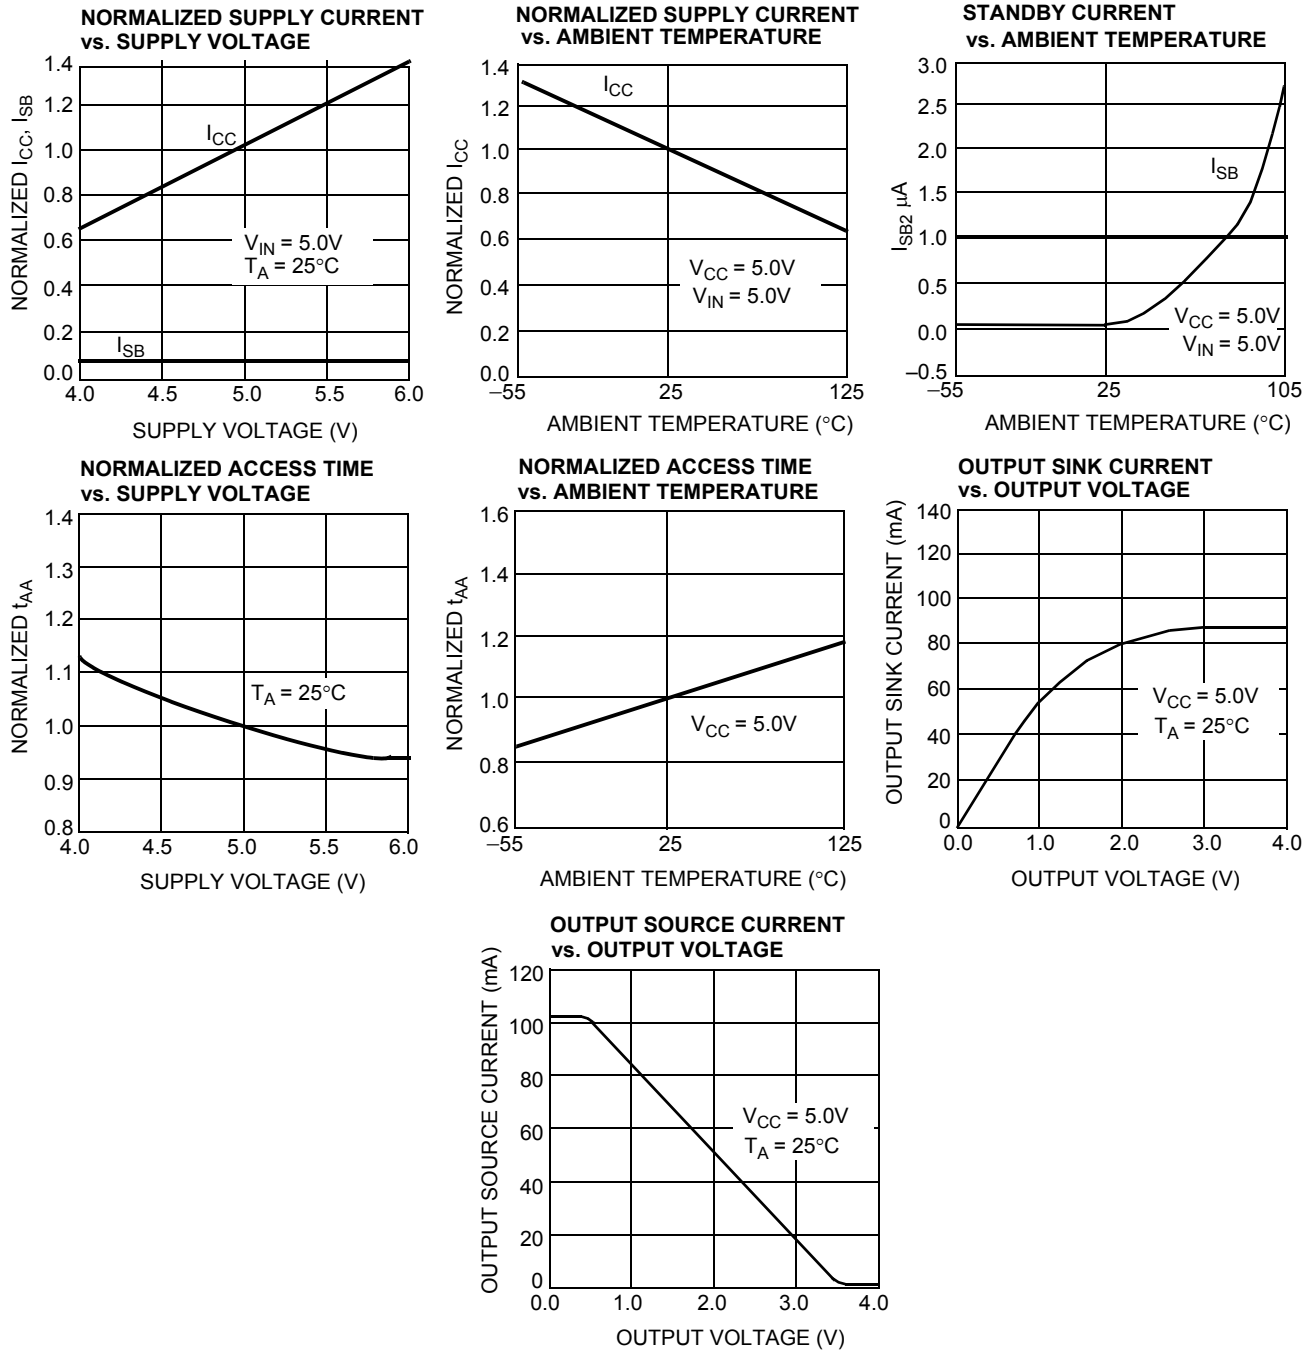 NORMALIZED SUPPLY CURRENT
vs. SUPPLY VOLTAGE
1.4
1.2
1.0
0.8
0.6
0.4
0.2
0.0
NORMALIZED ICC, ISB
ICC
VIN = 5.0V
TA = 25°C
ISB
4.0 4.5 5.0 5.5 6.0
SUPPLY VOLTAGE (V)
NORMALIZED SUPPLY CURRENT
vs. AMBIENT TEMPERATURE
1.4
1.2
1.0
0.8
0.6
0.4
0.2
0.0
NORMALIZED ICC
ICC
VCC = 5.0V
VIN = 5.0V
–55 25 125
AMBIENT TEMPERATURE (°C)
STANDBY CURRENT
vs. AMBIENT TEMPERATURE
3.0
2.5
2.0
1.5
1.0
0.5
0.0
–0.5
ISB2 µA
ISB
VCC = 5.0V
VIN = 5.0V
–55 25 105
AMBIENT TEMPERATURE (°C)
NORMALIZED ACCESS TIME
vs. SUPPLY VOLTAGE
1.4
1.3
1.2
1.1
1.0
0.9
0.8
NORMALIZED tAA
TA = 25°C
4.0 4.5 5.0 5.5 6.0
SUPPLY VOLTAGE (V)
NORMALIZED ACCESS TIME
vs. AMBIENT TEMPERATURE
1.6
1.4
1.2
1.0
0.8
0.6
NORMALIZED tAA
VCC = 5.0V
–55 25 125
AMBIENT TEMPERATURE (°C)
OUTPUT SINK CURRENT
vs. OUTPUT VOLTAGE
140
120
100
80
60
40
20
0
OUTPUT SINK CURRENT (mA)
VCC = 5.0V
TA = 25°C
0.0 1.0 2.0 3.0 4.0
OUTPUT VOLTAGE (V)
OUTPUT SOURCE CURRENT
vs. OUTPUT VOLTAGE
120
100
80
60
40
20
0
OUTPUT SOURCE CURRENT (mA)
VCC = 5.0V
TA = 25°C
0.0 1.0 2.0 3.0 4.0
OUTPUT VOLTAGE (V)